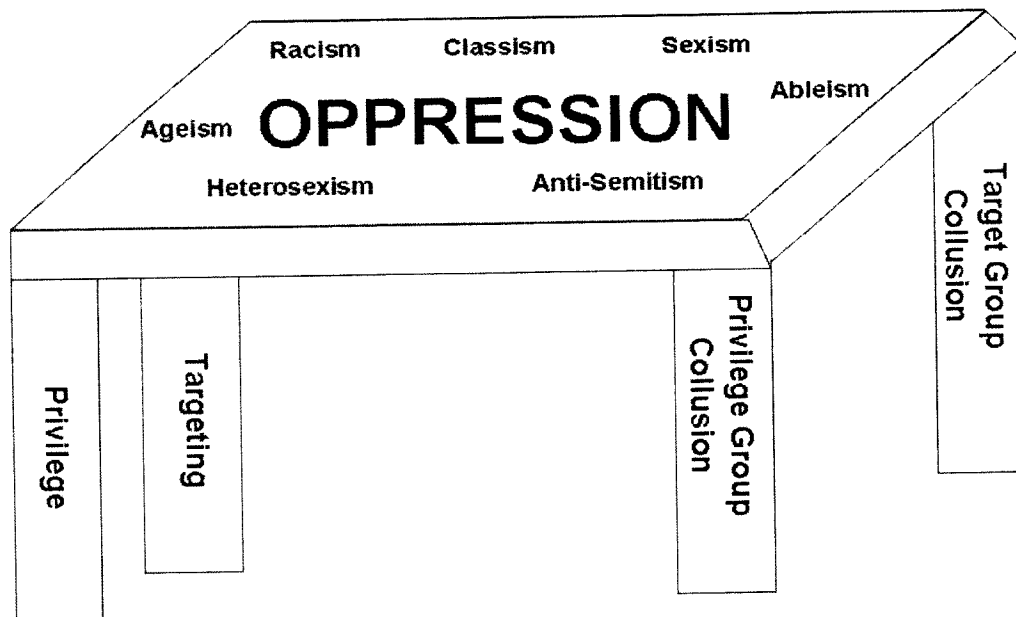 Racism Classism Sexism
Ableism
Ageism OPPRESSION
Heterosexism Anti-Semitism
Privilege
Targeting
Privilege Group
Collusion
Target Group
Collusion